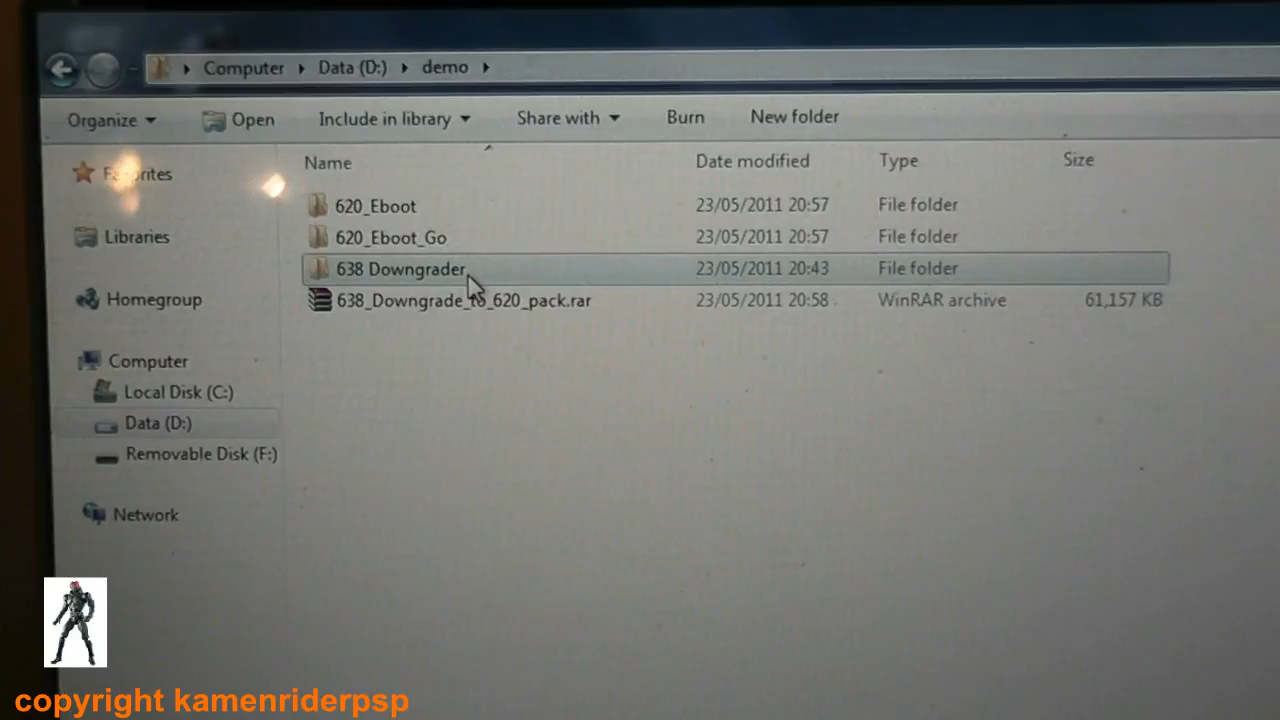 Computer Data (D:) demo
Organize Open Include in library Share with Burn New folder
Name Date modified Type Size
Favorites
Libraries
Homegroup
Computer
Local Disk (C:)
Data (D:)
Removable Disk (F:)
Network
620_Eboot 23/05/2011 20:57 File folder
620_Eboot_Go 23/05/2011 20:57 File folder
638 Downgrader 23/05/2011 20:43 File folder
638_Downgrade_to_620_pack.rar 23/05/2011 20:58 WinRAR archive 61,157 KB
copyright kamenriderpsp